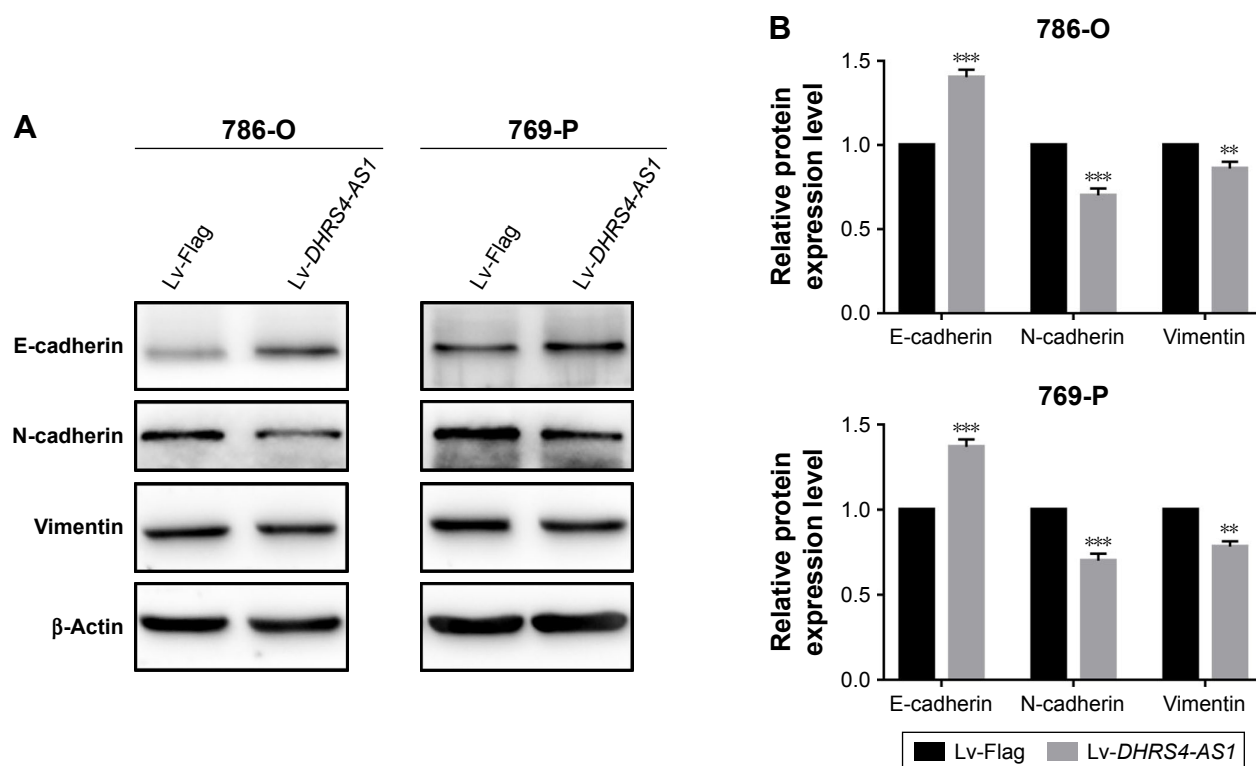 A
786-O
769-P
Lv-Flag
Lv-DHRS4-AS1
Lv-Flag
Lv-DHRS4-AS1
E-cadherin
N-cadherin
Vimentin
β-Actin
B
786-O
Relative protein
expression level
1.5
1.0
0.5
0.0
***
***
**
E-cadherin
N-cadherin
Vimentin
769-P
Relative protein
expression level
1.5
1.0
0.5
0.0
***
***
**
E-cadherin
N-cadherin
Vimentin
Lv-Flag
Lv-DHRS4-AS1